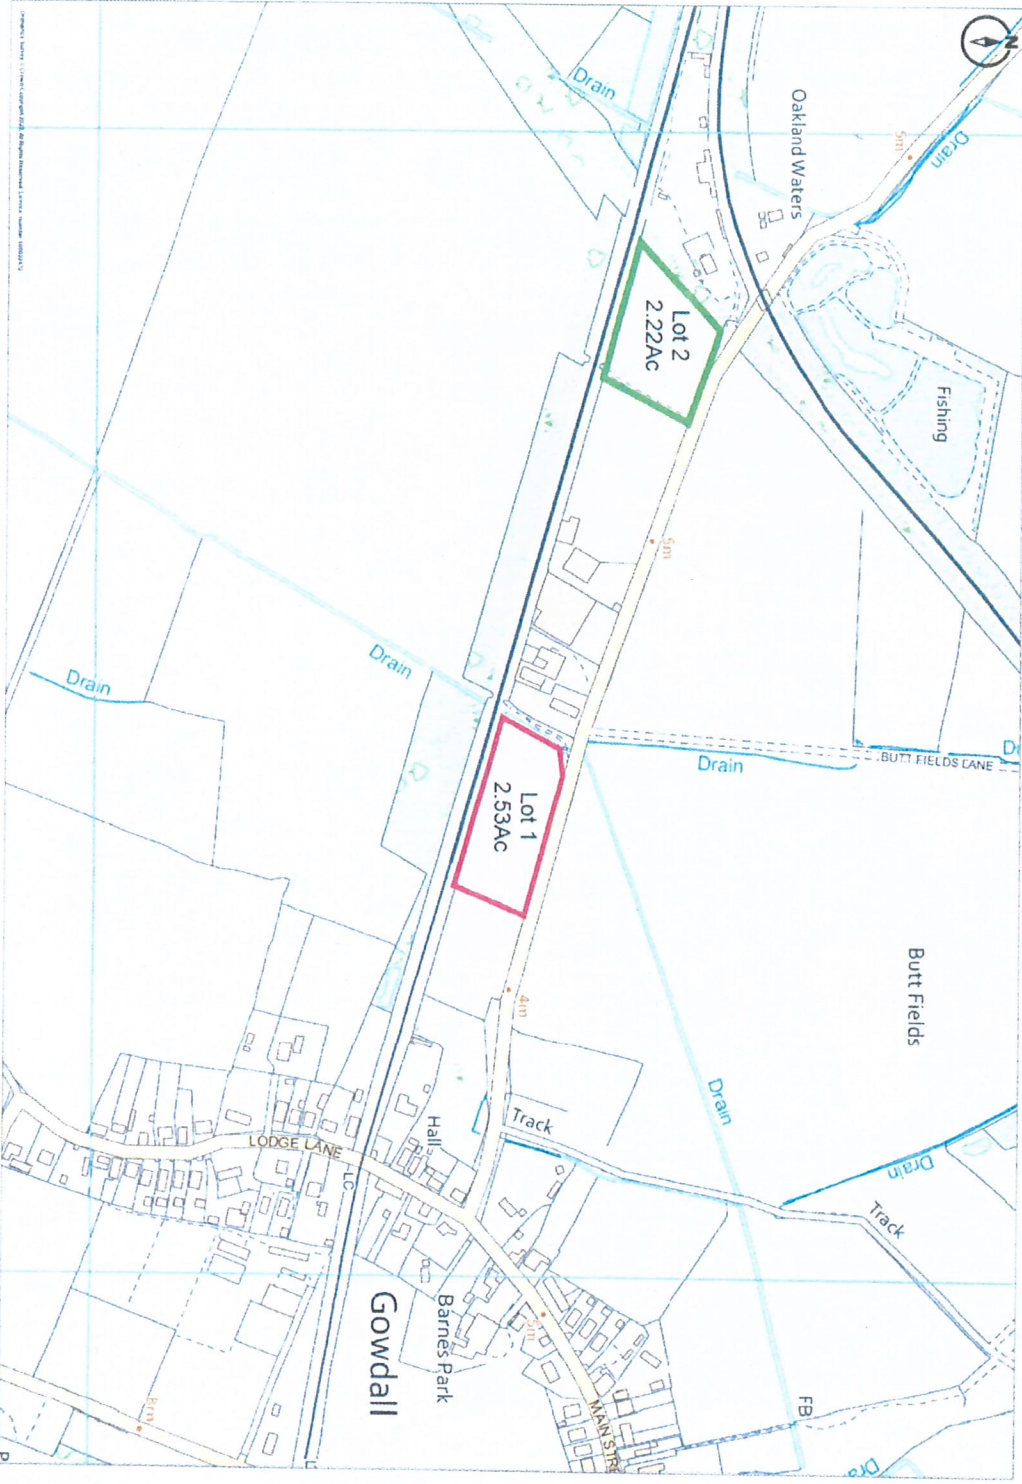 N
Oakland Waters
Drain
5m
Drain
Fishing
Lot 2
2.22Ac
5m
Drain
BUTT FIELDS LANE
Drain
Drain
Lot 1
2.53Ac
Butt Fields
4m
Drain
Track
Drain
Track
Hall
LODGE LANE
LC
Barnes Park
Gowdall
5m
MAIN STRE
FB
8m